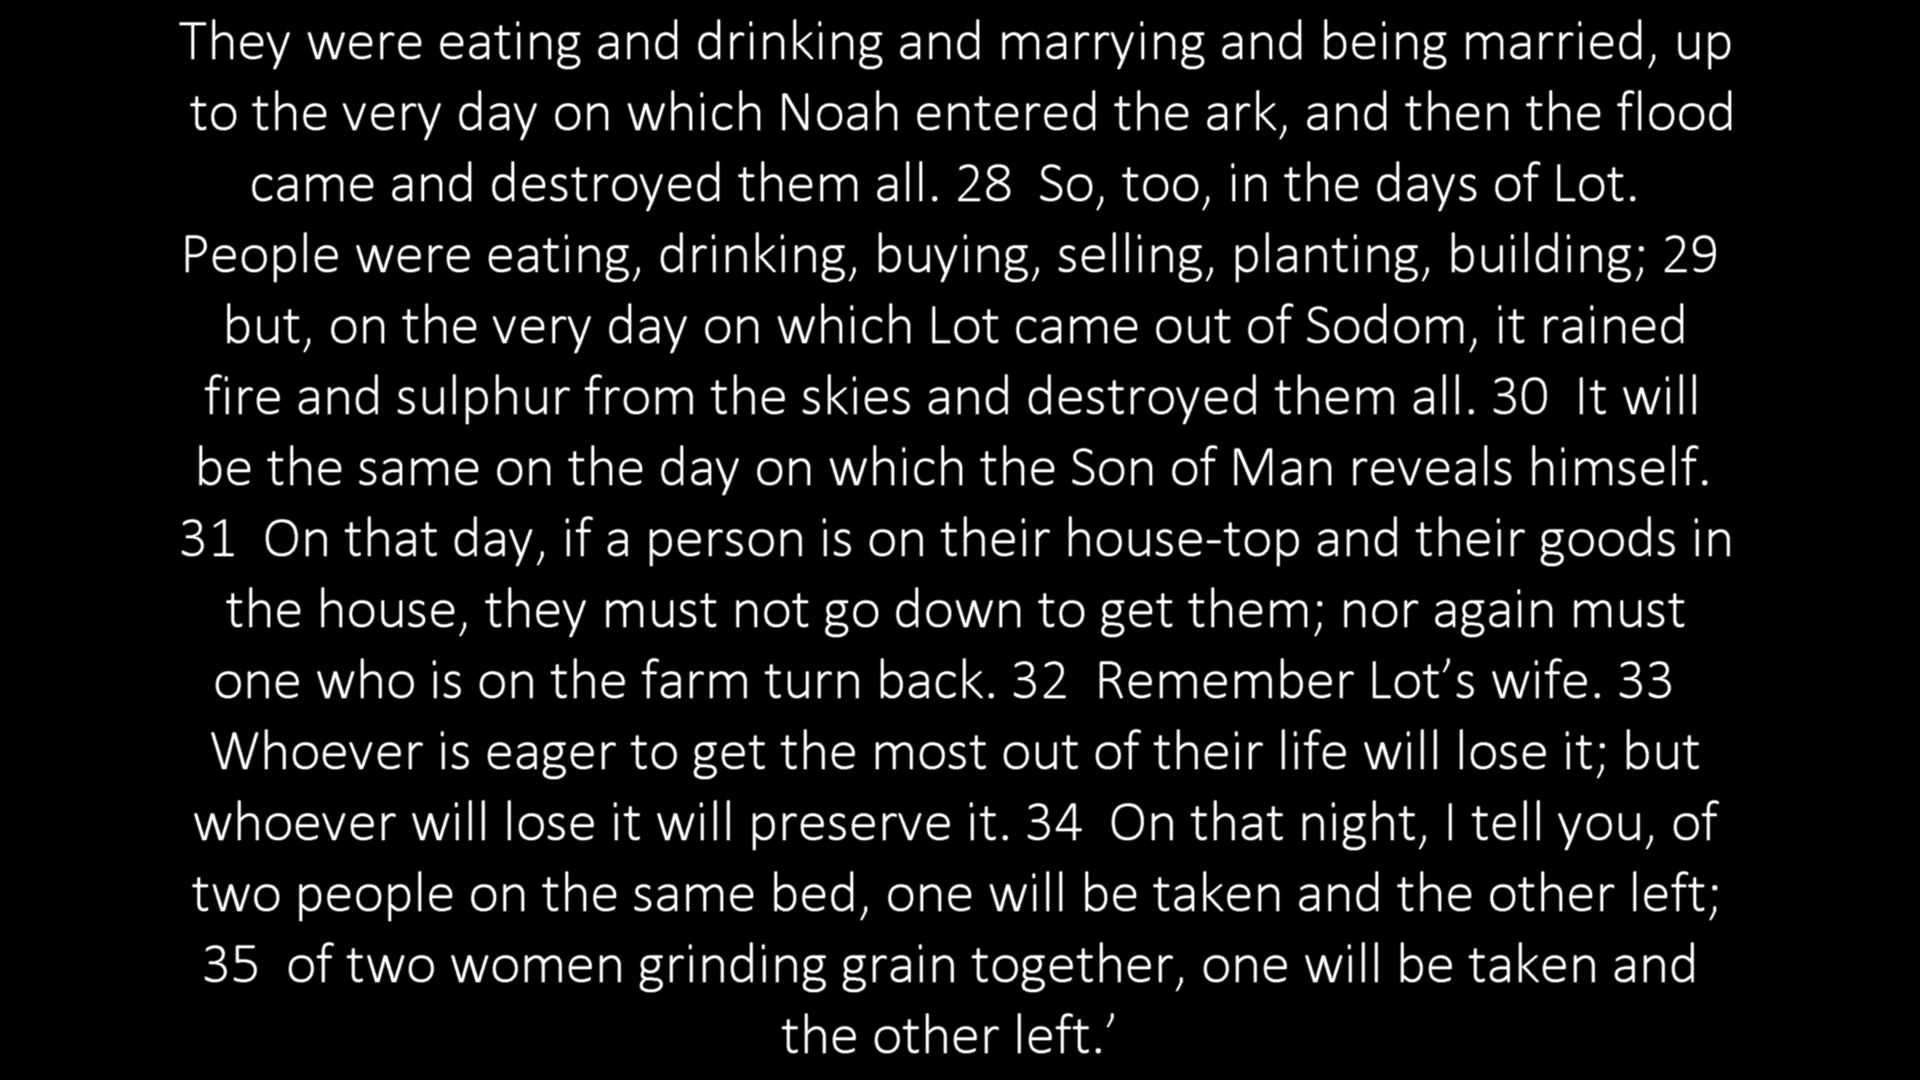 They were eating and drinking and marrying and being married, up
to the very day on which Noah entered the ark, and then the flood
came and destroyed them all. 28  So, too, in the days of Lot.
People were eating, drinking, buying, selling, planting, building; 29
but, on the very day on which Lot came out of Sodom, it rained
fire and sulphur from the skies and destroyed them all. 30  It will
be the same on the day on which the Son of Man reveals himself.
31  On that day, if a person is on their house-top and their goods in
the house, they must not go down to get them; nor again must
one who is on the farm turn back. 32  Remember Lot’s wife. 33
Whoever is eager to get the most out of their life will lose it; but
whoever will lose it will preserve it. 34  On that night, I tell you, of
two people on the same bed, one will be taken and the other left;
35  of two women grinding grain together, one will be taken and
the other left.’